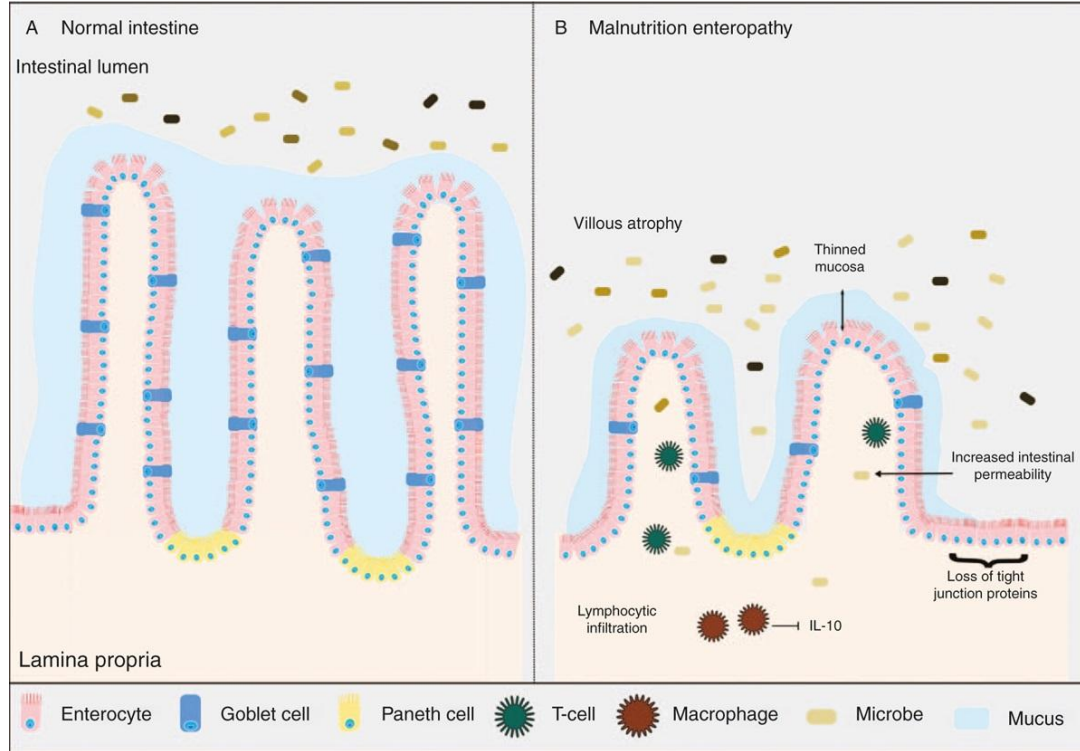 A Normal intestine
Intestinal lumen
Lamina propria
B Malnutrition enteropathy
Villous atrophy
Thinned
mucosa
Increased intestinal
permeability
Loss of tight
junction proteins
Lymphocytic
infiltration
IL-10
Enterocyte
Goblet cell
Paneth cell
T-cell
Macrophage
Microbe
Mucus